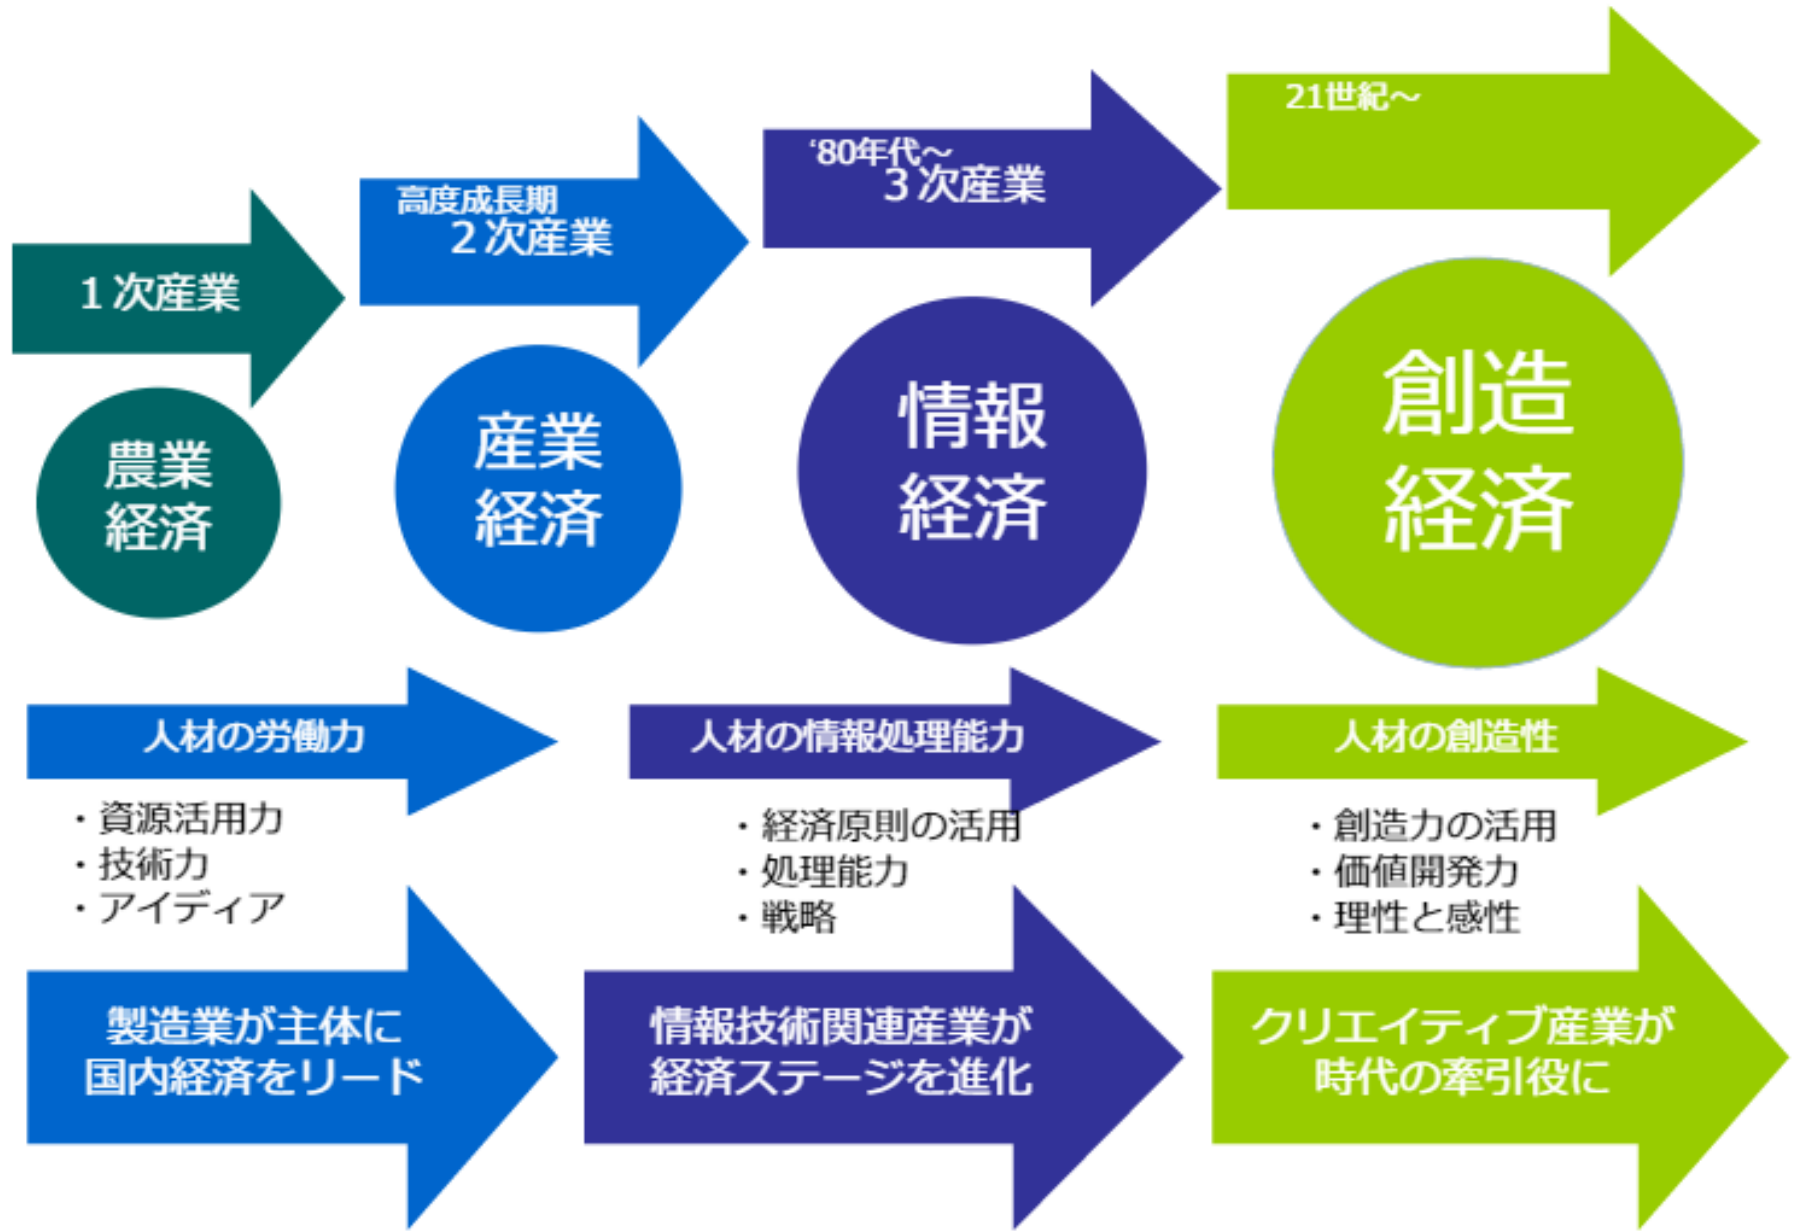 1次産業
高度成長期
2次産業
‘80年代～
3次産業
21世紀～
農業
経済
産業
経済
情報
経済
創造
経済
人材の労働力
・資源活用力
・技術力
・アイディア
人材の情報処理能力
・経済原則の活用
・処理能力
・戦略
人材の創造性
・創造力の活用
・価値開発力
・理性と感性
製造業が主体に
国内経済をリード
情報技術関連産業が
経済ステージを進化
クリエイティブ産業が
時代の牽引役に